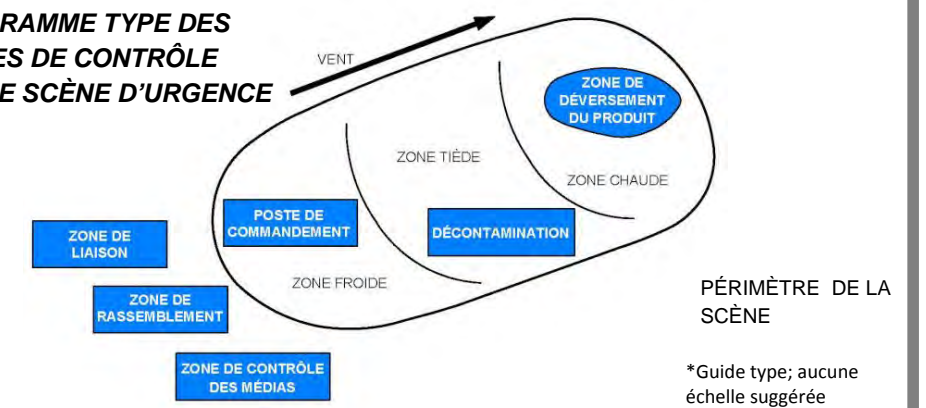 RAMME TYPE DES
ES DE CONTRÔLE
E SCÈNE D'URGENCE
VENT
ZONE DE
DÉVERSEMENT
DU PRODUIT
ZONE TIÈDE
ZONE CHAUDE
POSTE DE
COMMANDEMENT
DÉCONTAMINATION
ZONE DE
LIAISON
ZONE FROIDE
ZONE DE
RASSEMBLEMENT
ZONE DE CONTRÔLE
DES MÉDIAS
PÉRIMÈTRE DE LA
SCÈNE
*Guide type; aucune
échelle suggérée